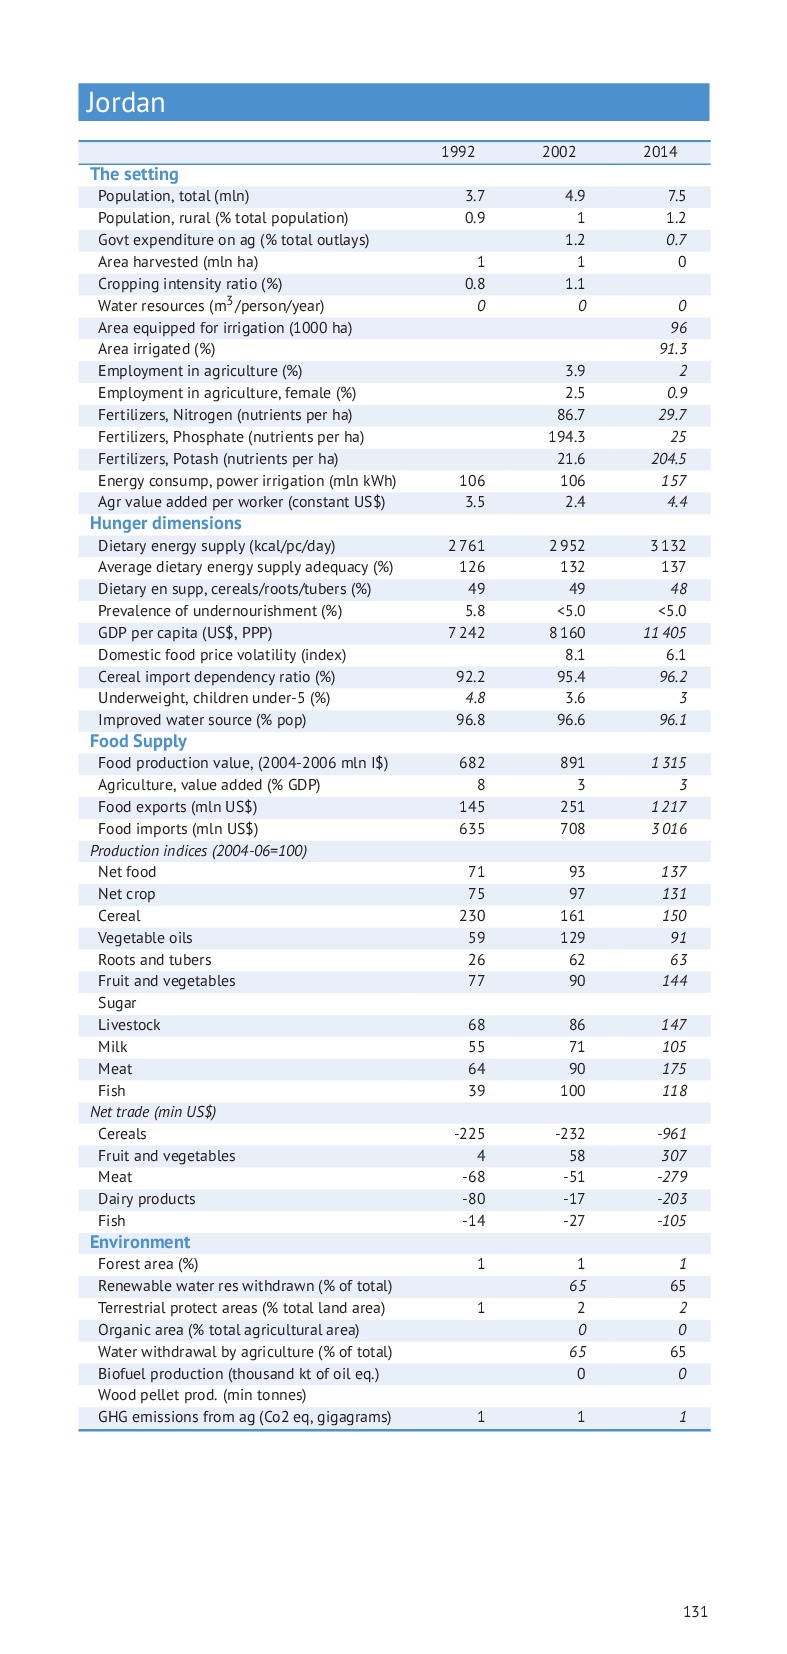 Jordan
1992 2002 2014
The setting
Population, total (mln) 3.7 4.9 7.5
Population, rural (% total population) 0.9 1 1.2
Govt expenditure on ag (% total outlays) 1.2 0.7
Area harvested (mln ha) 1 1 0
Cropping intensity ratio (%) 0.8 1.1
Water resources (m3/person/year) 0 0 0
Area equipped for irrigation (1000 ha) 96
Area irrigated (%) 91.3
Employment in agriculture (%) 3.9 2
Employment in agriculture, female (%) 2.5 0.9
Fertilizers, Nitrogen (nutrients per ha) 86.7 29.7
Fertilizers, Phosphate (nutrients per ha) 194.3 25
Fertilizers, Potash (nutrients per ha) 21.6 204.5
Energy consump, power irrigation (mln kWh) 106 106 157
Agr value added per worker (constant US$) 3.5 2.4 4.4
Hunger dimensions
Dietary energy supply (kcal/pc/day) 2 761 2 952 3 132
Average dietary energy supply adequacy (%) 126 132 137
Dietary en supp, cereals/roots/tubers (%) 49 49 48
Prevalence of undernourishment (%) 5.8 <5.0 <5.0
GDP per capita (US$, PPP) 7 242 8 160 11 405
Domestic food price volatility (index) 8.1 6.1
Cereal import dependency ratio (%) 92.2 95.4 96.2
Underweight, children under-5 (%) 4.8 3.6 3
Improved water source (% pop) 96.8 96.6 96.1
Food Supply
Food production value, (2004-2006 mln I$) 682 891 1 315
Agriculture, value added (% GDP) 8 3 3
Food exports (mln US$) 145 251 1 217
Food imports (mln US$) 635 708 3 016
Production indices (2004-06=100)
Net food 71 93 137
Net crop 75 97 131
Cereal 230 161 150
Vegetable oils 59 129 91
Roots and tubers 26 62 63
Fruit and vegetables 77 90 144
Sugar
Livestock 68 86 147
Milk 55 71 105
Meat 64 90 175
Fish 39 100 118
Net trade (min US$)
Cereals -225 -232 -961
Fruit and vegetables 4 58 307
Meat -68 -51 -279
Dairy products -80 -17 -203
Fish -14 -27 -105
Environment
Forest area (%) 1 1 1
Renewable water res withdrawn (% of total) 65 65
Terrestrial protect areas (% total land area) 1 2 2
Organic area (% total agricultural area) 0 0
Water withdrawal by agriculture (% of total) 65 65
Biofuel production (thousand kt of oil eq.) 0 0
Wood pellet prod. (min tonnes)
GHG emissions from ag (Co2 eq, gigagrams) 1 1 1
131